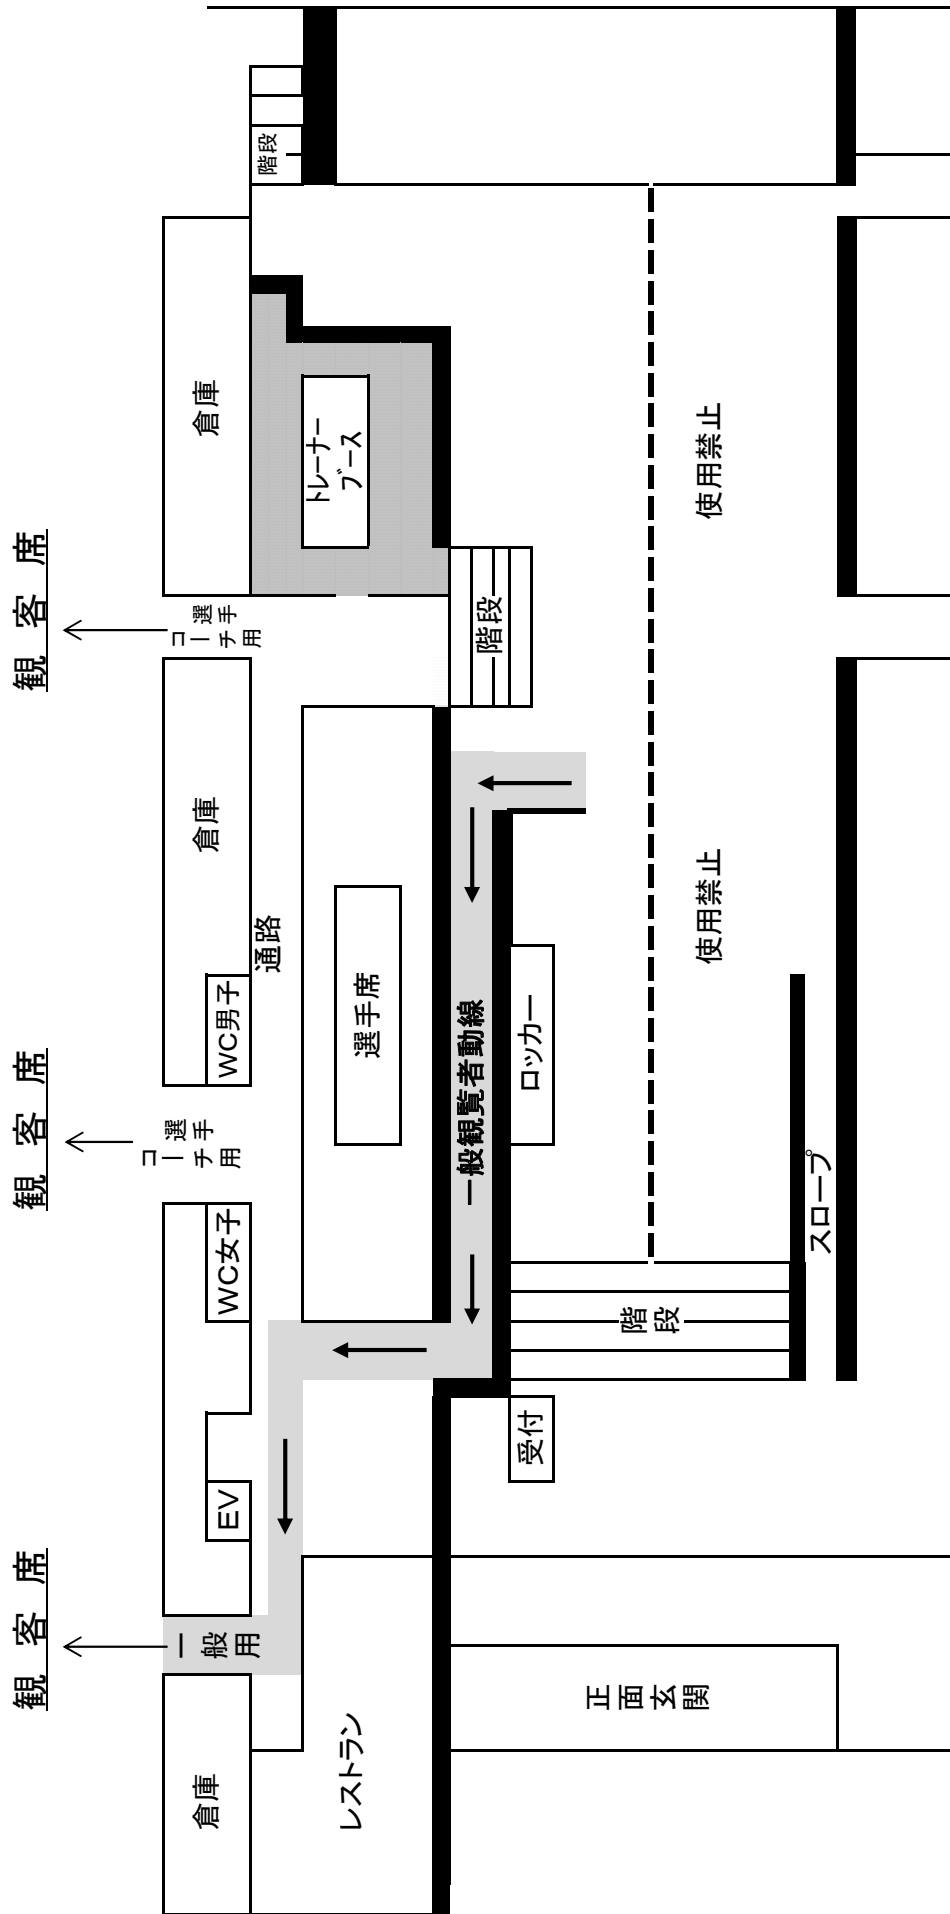 階段
倉庫
トレーナー
ブース
使用禁止
観客席
選手
コーチ用
階段
倉庫
通路
使用禁止
選手席
WC男子
一般観覧者動線
ロッカー
観客席
選手
コーチ用
WC女子
スロープ
階段
受付
EV
観客席
一般用
正面玄関
レストラン
倉庫